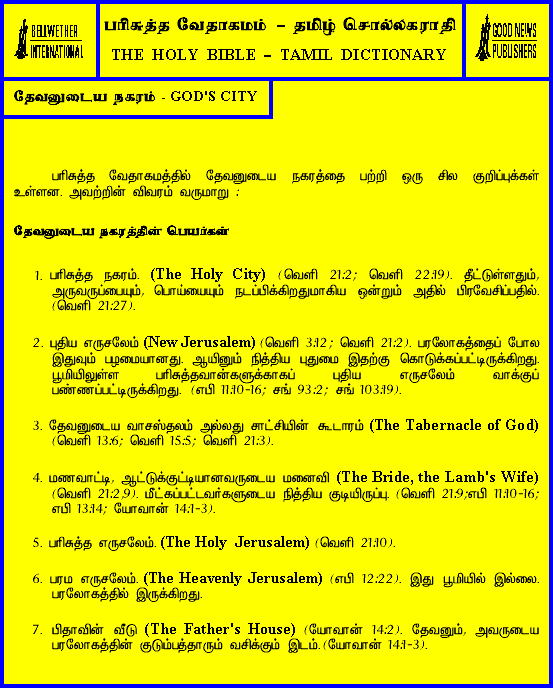 BELLWETHER
INTERNATIONAL
பரிசுத்த வேதாகமம் – தமிழ் சொல்லகராதி
THE HOLY BIBLE – TAMIL DICTIONARY
GOOD NEWS
PUBLISHERS
தேவனுடைய நகரம் - GOD'S CITY
பரிசுத்த வேதாகமத்தில் தேவனுடைய நகரத்தை பற்றி ஒரு சில குறிப்புக்கள்
உள்ளன. அவற்றின் விவரம் வருமாறு :
தேவனுடைய நகரத்தின் பெயர்கள்
1. பரிசுத்த நகரம். (The Holy City) (வெளி 21:2; வெளி 22:19). தீட்டுள்ளதும்,
அருவருப்பையும், பொய்யையும் நடப்பிக்கிறதுமாகிய ஒன்றும் அதில் பிரவேசிப்பதில்.
(வெளி 21:27).
2. புதிய எருசலேம் (New Jerusalem) (வெளி 3:12; வெளி 21:2). பரலோகத்தைப் போல
இதுவும் பழமையானது. ஆயினும் நித்திய புதுமை இதற்கு கொடுக்கப்பட்டிருக்கிறது.
பூமியிலுள்ள பரிசுத்தவான்களுக்காகப் புதிய எருசலேம் வாக்குப்
பண்ணப்பட்டிருக்கிறது. (எபி 11:10-16; சங் 93:2; சங் 103:19).
3. தேவனுடைய வாசஸ்தலம் அல்லது சாட்சியின் கூடாரம் (The Tabernacle of God)
(வெளி 13:6; வெளி 15:5; வெளி 21:3).
4. மணவாட்டி, ஆட்டுக்குட்டியானவருடைய மனைவி (The Bride, the Lamb's Wife)
(வெளி 21:2,9). மீட்கப்பட்டவர்களுடைய நித்திய குடியிருப்பு. (வெளி 21:9;எபி 11:10-16;
எபி 13:14; யோவான் 14:1-3).
5. பரிசுத்த எருசலேம். (The Holy Jerusalem) (வெளி 21:10).
6. பரம எருசலேம். (The Heavenly Jerusalem) (எபி 12:22). இது பூமியில் இல்லை.
பரலோகத்தில் இருக்கிறது.
7. பிதாவின் வீடு (The Father's House) (யோவான் 14:2). தேவனும், அவருடைய
பரலோகத்தின் குடும்பத்தாரும் வசிக்கும் இடம்.(யோவான் 14:1-3).